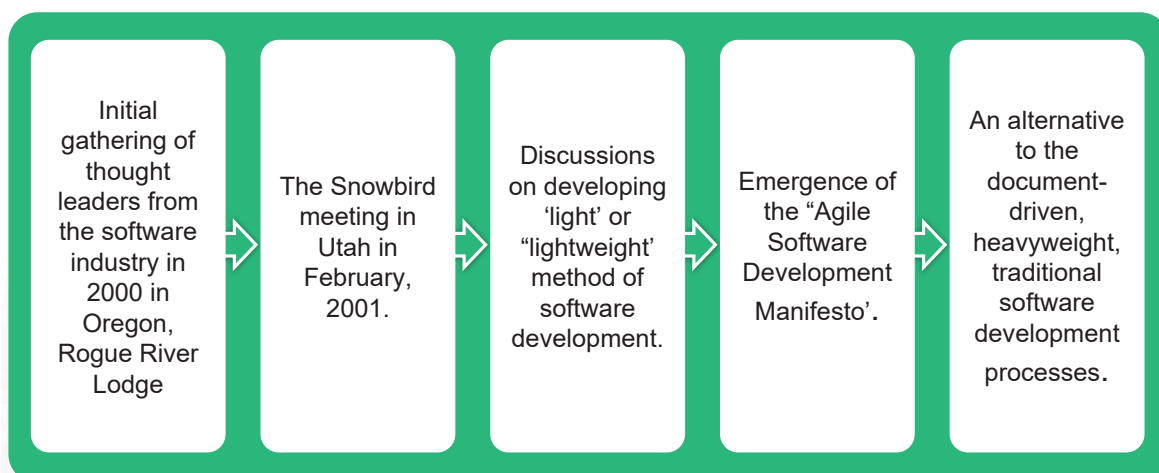 Initial
gathering of
thought
leaders from
the software
industry in
2000 in
Oregon,
Rogue River
Lodge
The Snowbird
meeting in
Utah in
February,
2001.
Discussions
on developing
‘light’ or
“lightweight’
method of
software
development.
Emergence of
the “Agile
Software
Development
Manifesto’.
An alternative
to the
document-
driven,
heavyweight,
traditional
software
development
processes.